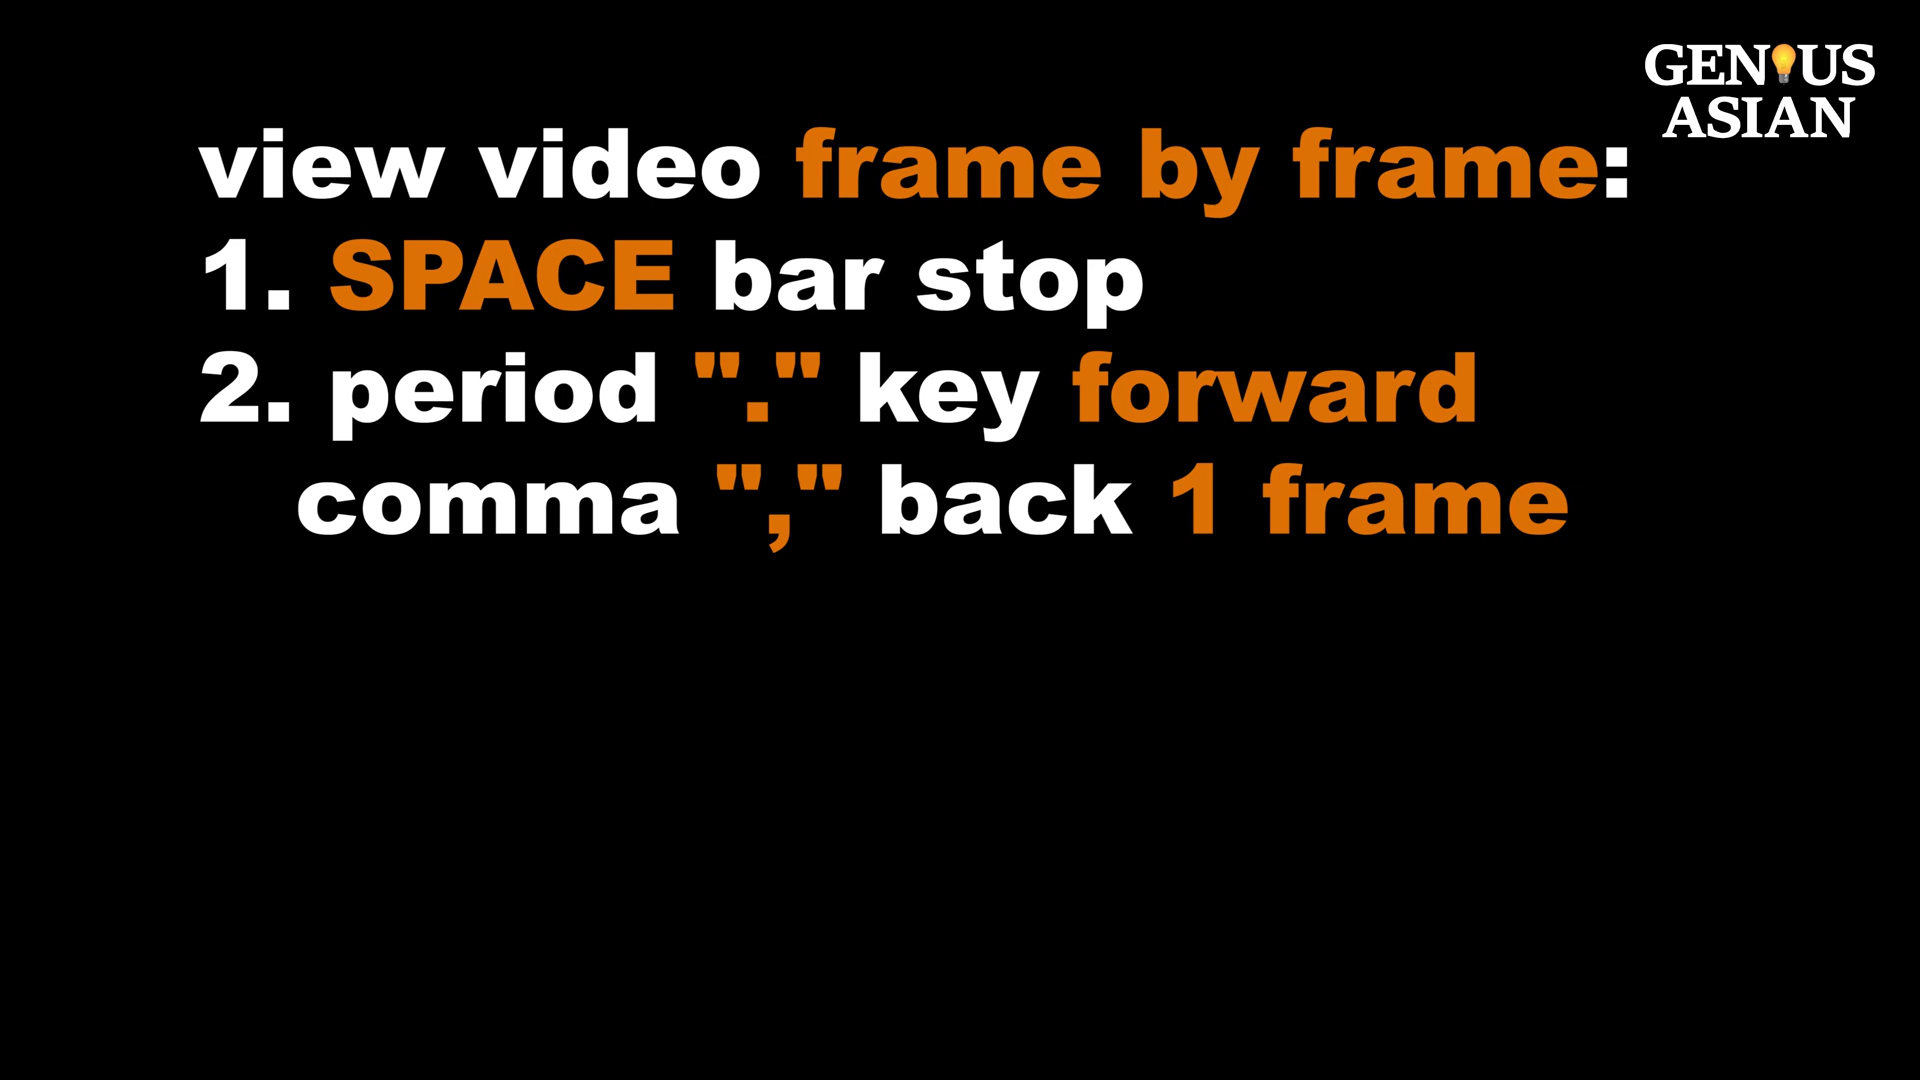 GENIUS
ASIAN
view video frame by frame:
1. SPACE bar stop
2. period "." key forward
comma "," back 1 frame